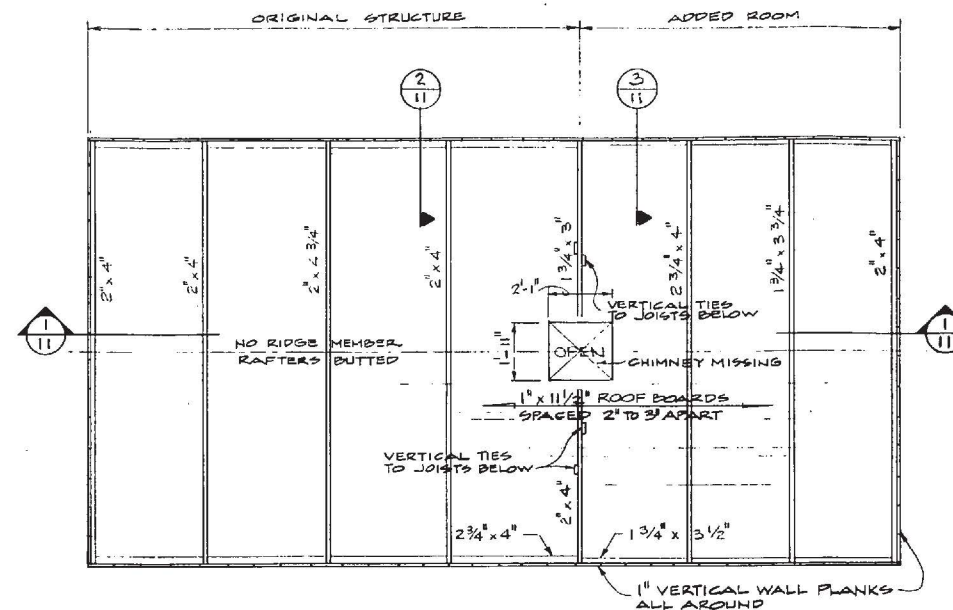 ORIGINAL STRUCTURE
ADDED ROOM
2
11
3
11
2" x 4"
2" x 4"
2" x 4 3/4"
2" x 4"
1 3/4" x 3"
2 3/4" x 4"
1 3/4" x 3 3/4
2" x 4"
2'-1"
VERTICAL TIES
TO JOISTS BELOW
1
11
NO RIDGE MEMBER
RAFTERS BUTTED
1'-11"
OPEN
CHIMNEY MISSING
1
11
1" x 11 1/2" ROOF BOARDS
SPACED 2" TO 3" APART
VERTICAL TIES
TO JOISTS BELOW
2" x 4"
2 3/4" x 4"
1 3/4" x 3 1/2"
1" VERTICAL WALL PLANKS
ALL AROUND